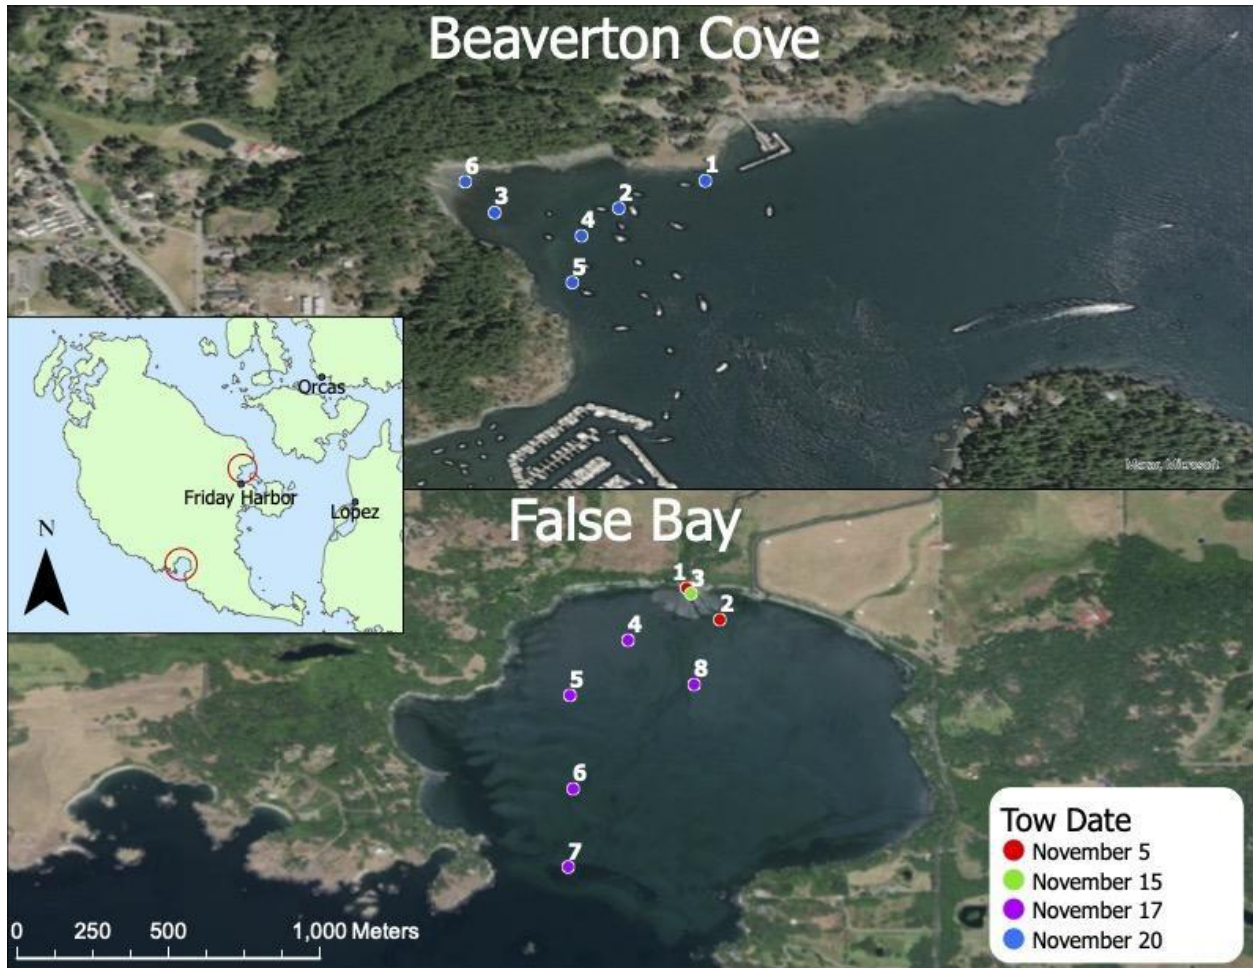 Beaverton Cove
6
1
3
2
4
5
Maxar, Microsoft
Orcas
Friday Harbor
Lopez
N
False Bay
1
3
2
4
8
5
6
7
Tow Date
November 5
November 15
November 17
November 20
0 250 500 1,000 Meters